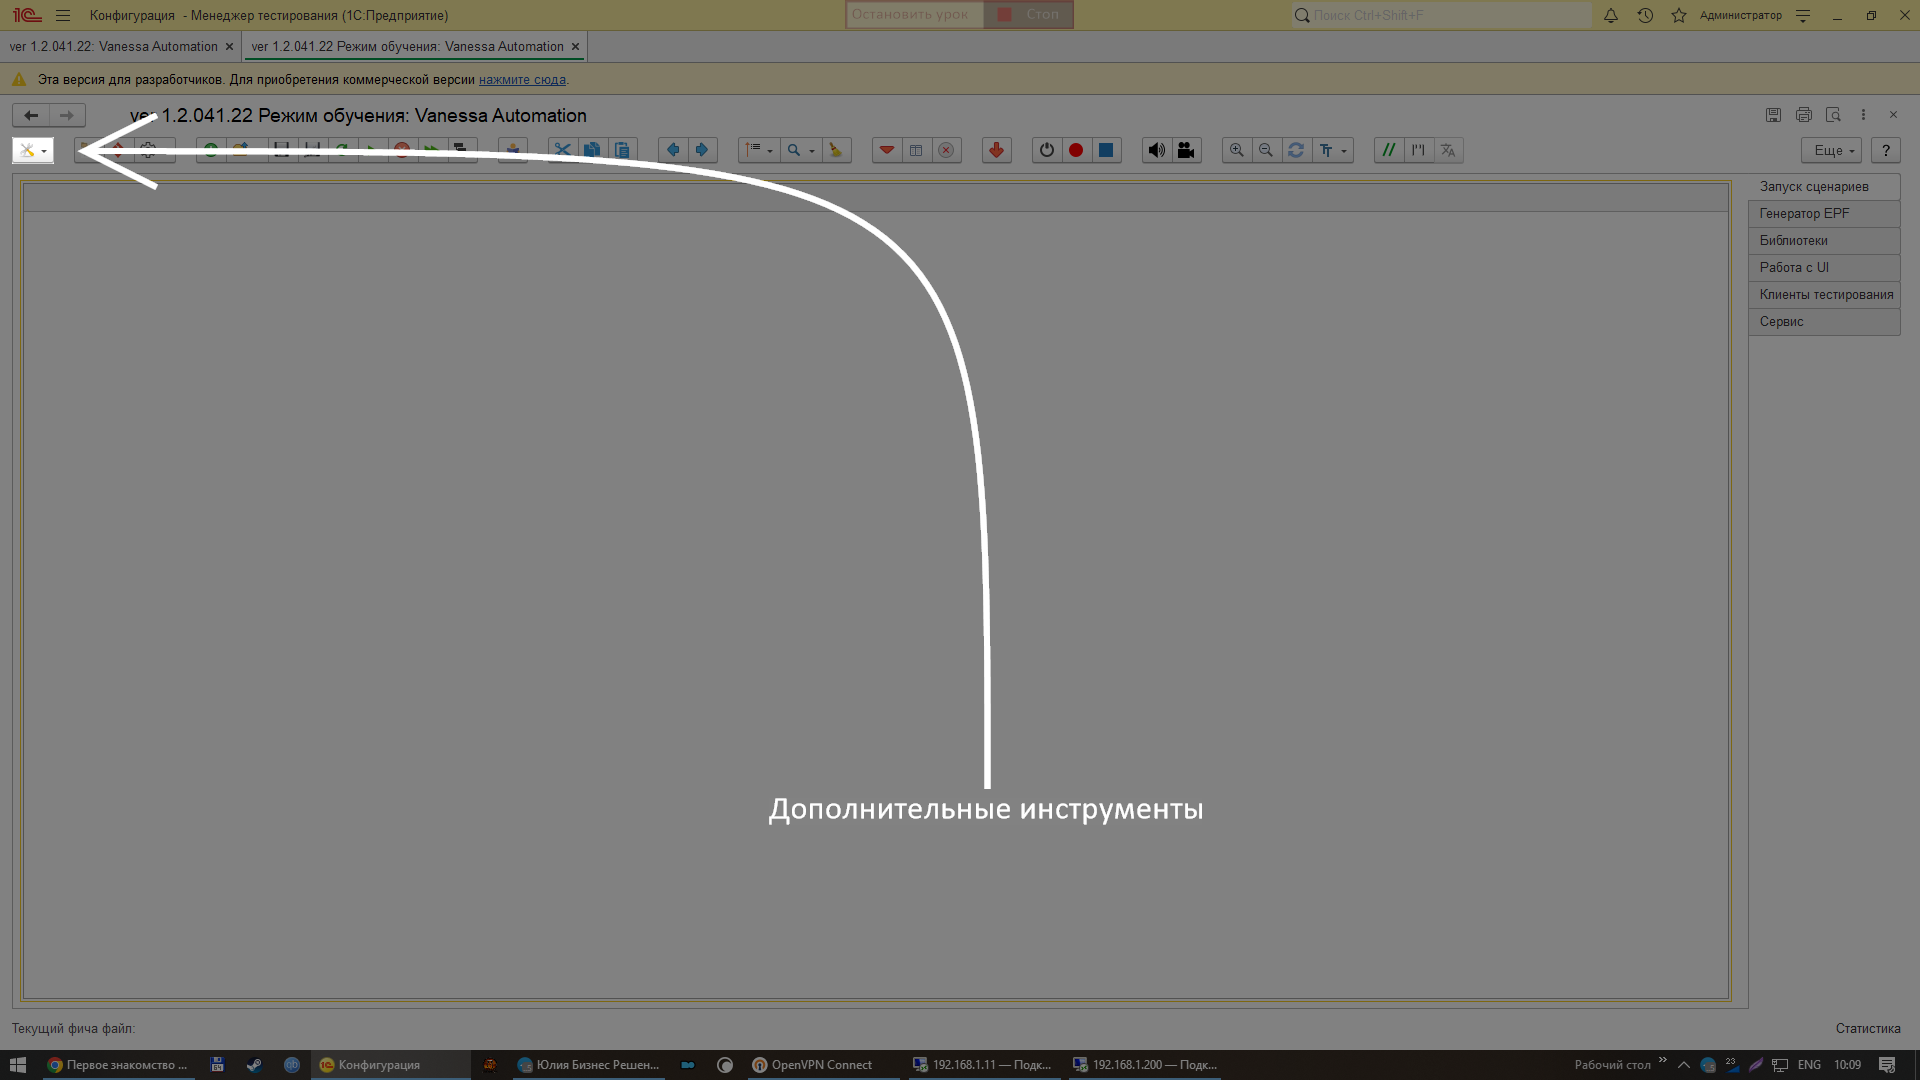 Конфигурация - Менеджер тестирования (1С:Предприятие)
Остановить урок Стоп
Поиск Ctrl+Shift+F
Администратор
ver 1.2.041.22: Vanessa Automation ×
ver 1.2.041.22 Режим обучения: Vanessa Automation ×
Эта версия для разработчиков. Для приобретения коммерческой версии нажмите сюда.
ver 1.2.041.22 Режим обучения: Vanessa Automation
Еще
?
Запуск сценариев
Генератор EPF
Библиотеки
Работа с UI
Клиенты тестирования
Сервис
Дополнительные инструменты
Текущий фича файл:
Статистика
Первое знакомство ...
Конфигурация
Юлия Бизнес Решен...
OpenVPN Connect
192.168.1.11 — Подк...
192.168.1.200 — Подк...
Рабочий стол
23
ENG
10:09